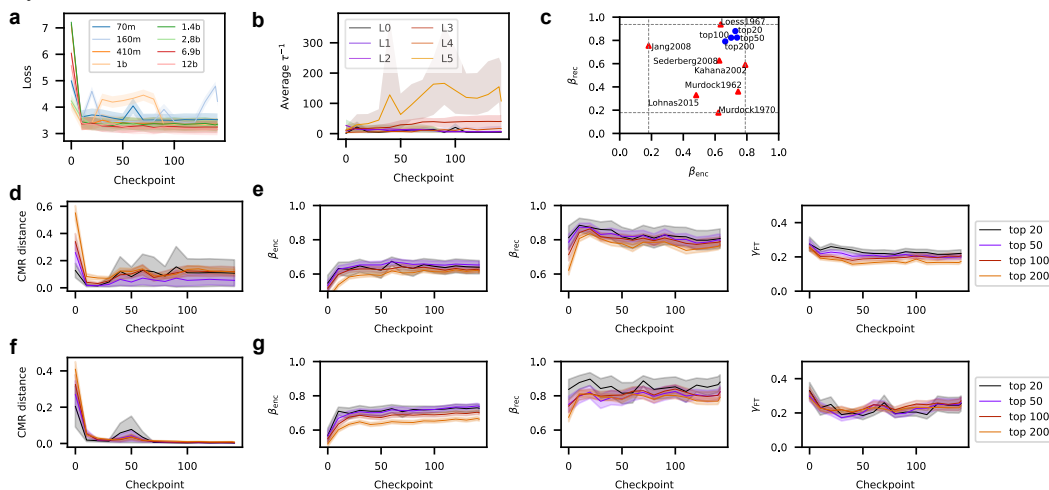 a
7
6
5
4
3
Loss
0
50
100
Checkpoint
70m
160m
410m
1b
1.4b
2.8b
6.9b
12b
b
300
200
100
0
Average τ⁻¹
0
50
100
Checkpoint
L0
L1
L2
L3
L4
L5
c
1.0
0.8
0.6
0.4
0.2
0.0
β_rec
0.0
0.2
0.4
0.6
0.8
1.0
β_enc
Loess1967
top20
top100
top50
top200
Jang2008
Sederberg2008
Kahana2002
Murdock1962
Lohnas2015
Murdock1970
d
0.6
0.4
0.2
0.0
CMR distance
0
50
100
Checkpoint
e
1.0
0.8
0.6
β_enc
0
50
100
Checkpoint
1.0
0.8
0.6
β_rec
0
50
100
Checkpoint
0.4
0.2
0.0
γ_FT
0
50
100
Checkpoint
top 20
top 50
top 100
top 200
f
0.4
0.2
0.0
CMR distance
0
50
100
Checkpoint
g
1.0
0.8
0.6
β_enc
0
50
100
Checkpoint
1.0
0.8
0.6
β_rec
0
50
100
Checkpoint
0.4
0.2
0.0
γ_FT
0
50
100
Checkpoint
top 20
top 50
top 100
top 200